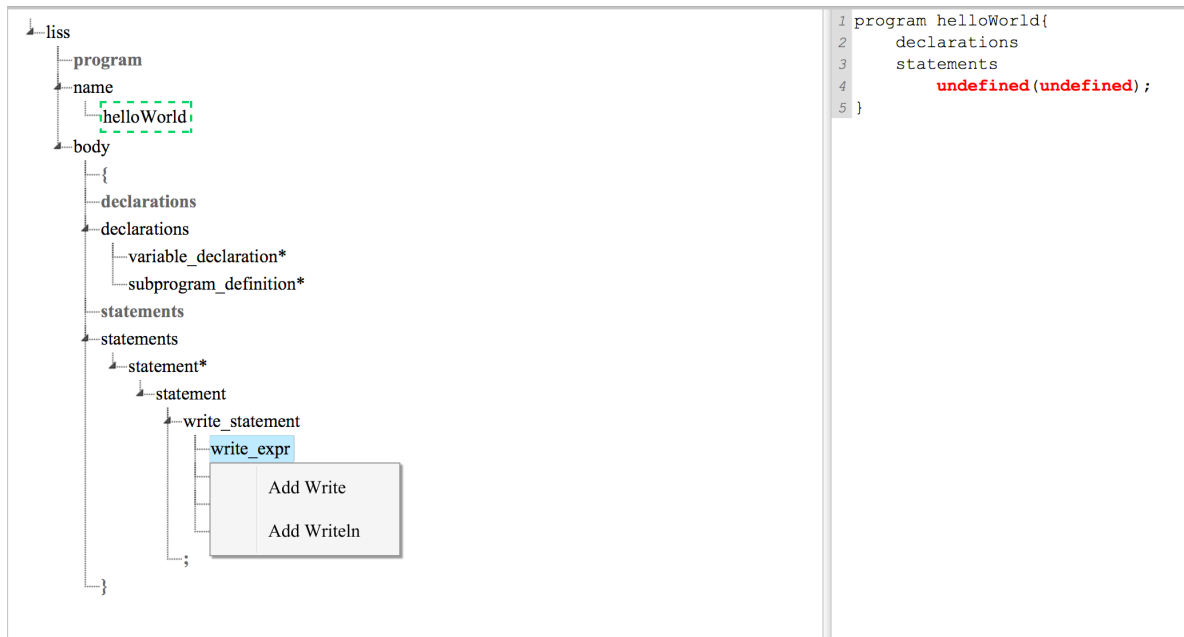 liss
program
name
helloWorld
body
{
declarations
declarations
variable_declaration*
subprogram_definition*
statements
statements
statement*
statement
write_statement
write_expr
Add Write
Add Writeln
;
}
1 program helloWorld{
2 declarations
3 statements
4 undefined(undefined);
5 }